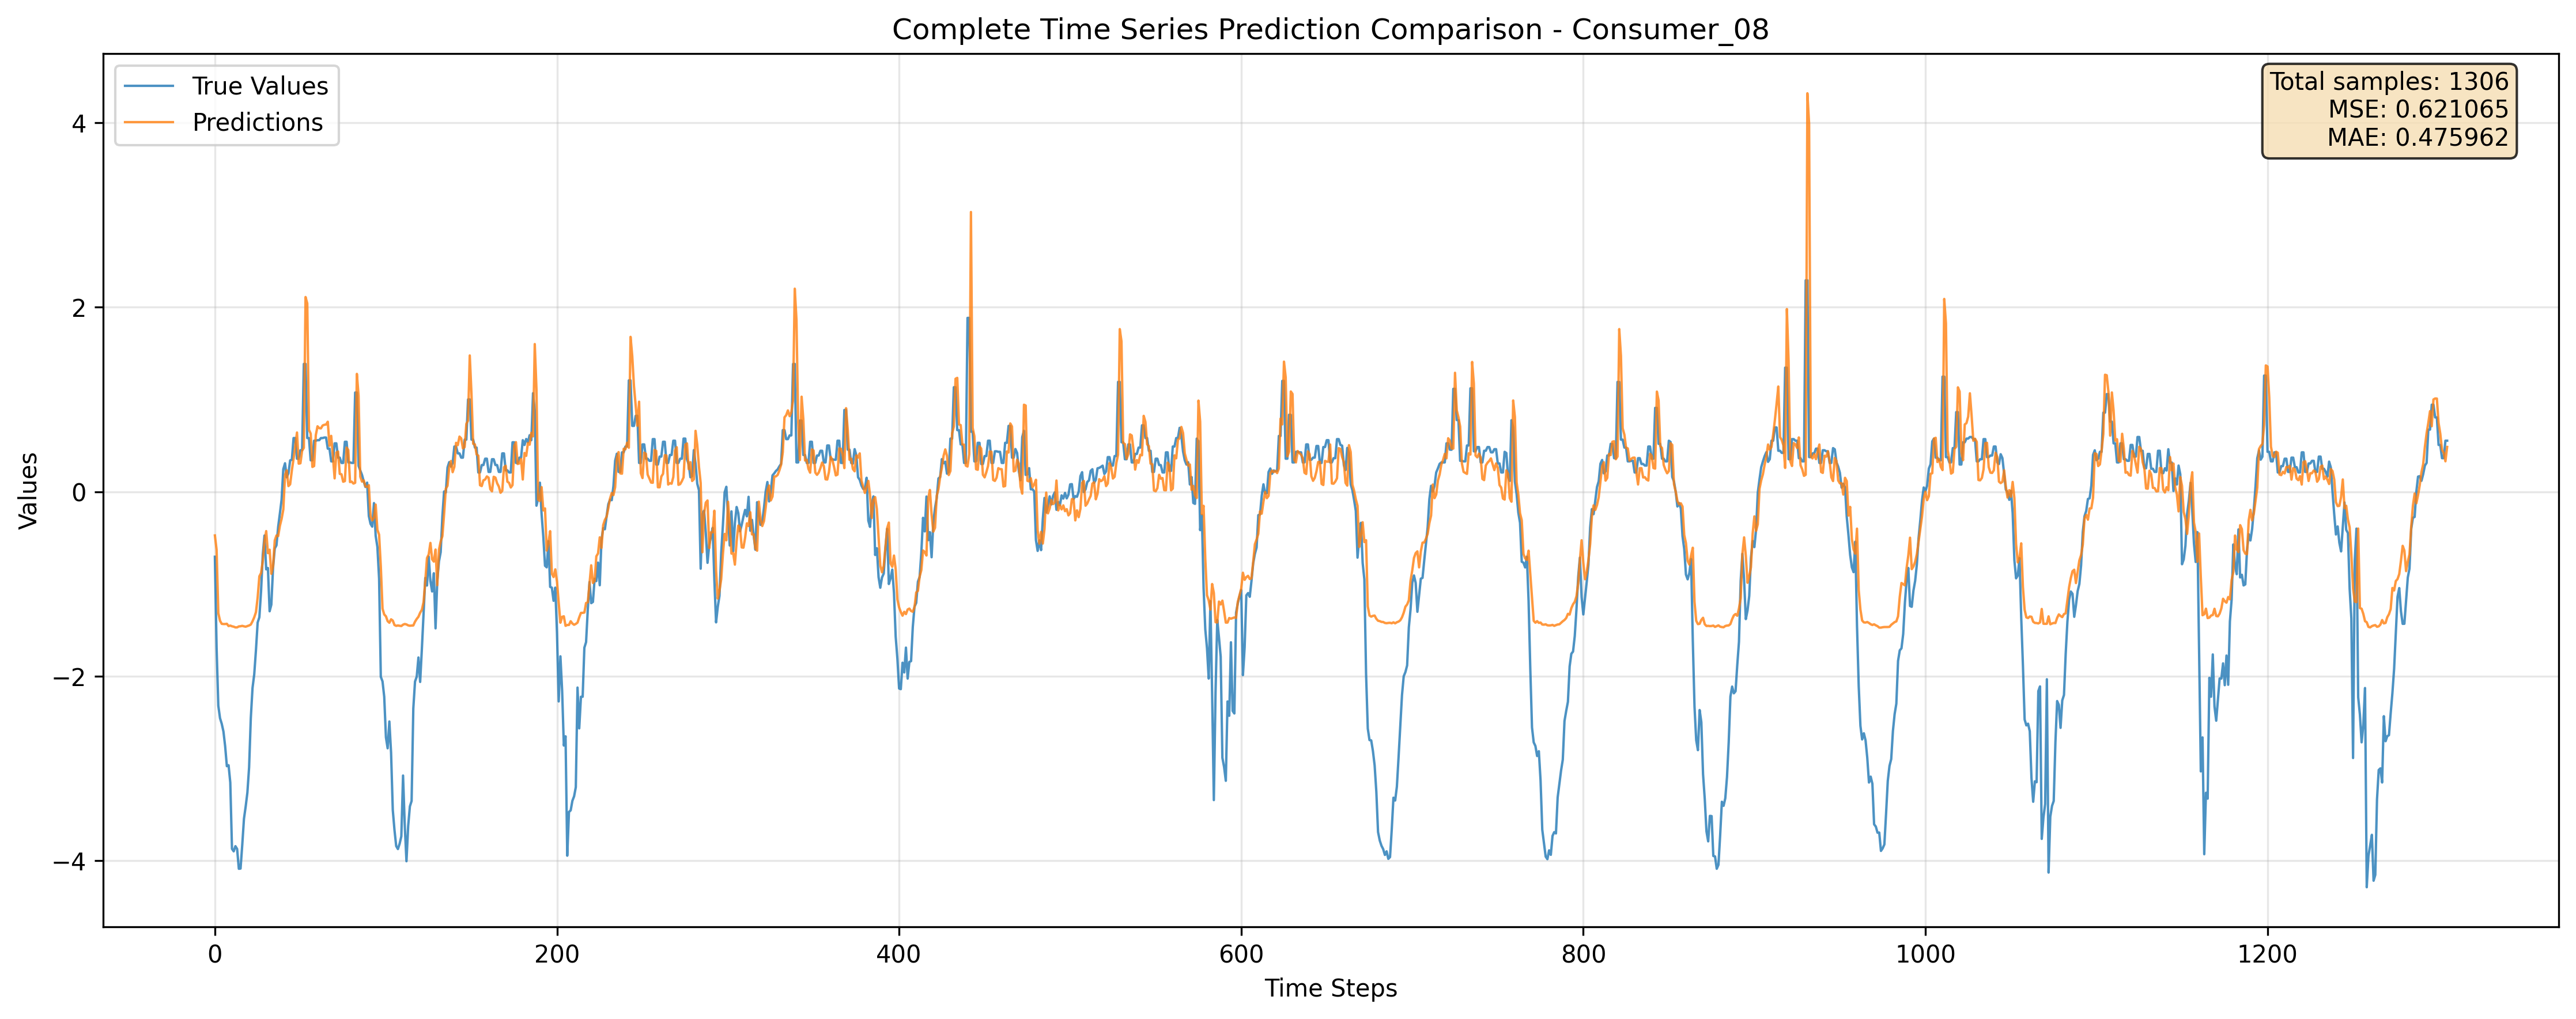 Complete Time Series Prediction Comparison - Consumer_08
True Values
Predictions
Total samples: 1306
MSE: 0.621065
MAE: 0.475962
Values
4
2
0
−2
−4
0
200
400
600
800
1000
1200
Time Steps